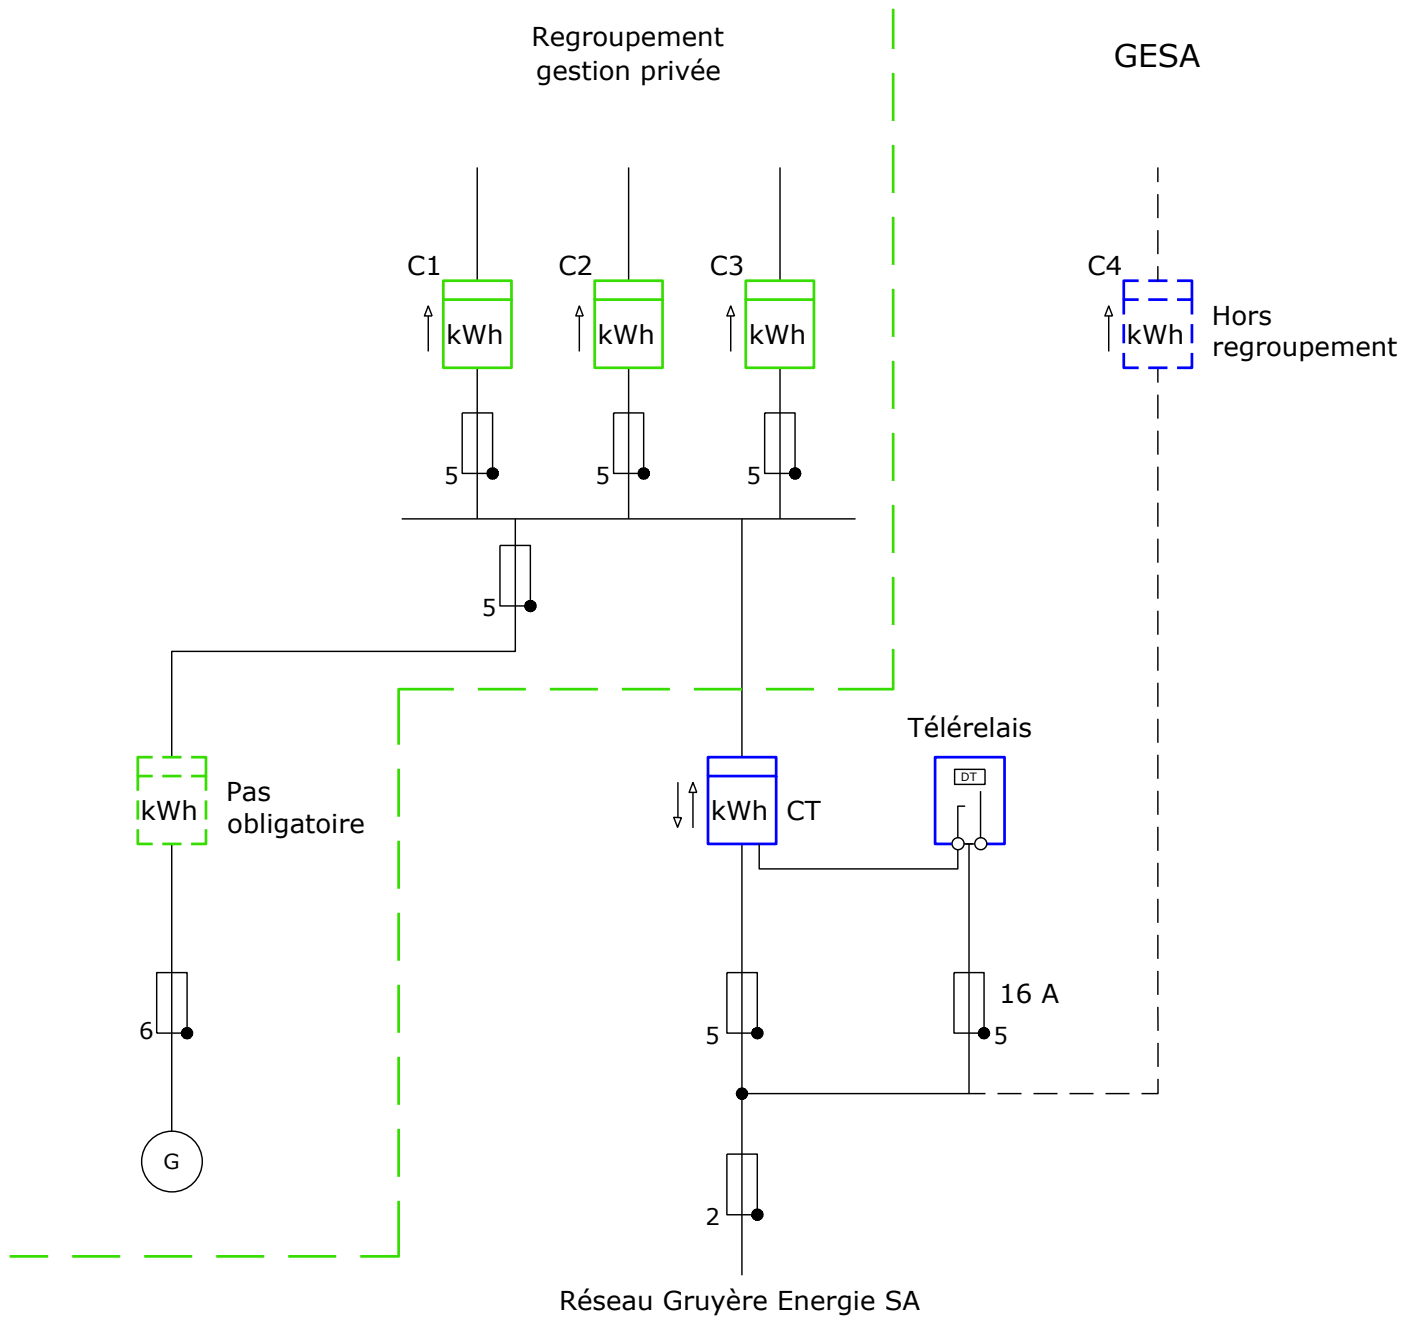 Regroupement
gestion privée
GESA
C1
C2
C3
C4
kWh
kWh
kWh
kWh
Hors
regroupement
5
5
5
5
Télérelais
DT
kWh
Pas
obligatoire
kWh
CT
6
5
16 A
5
G
2
Réseau Gruyère Energie SA